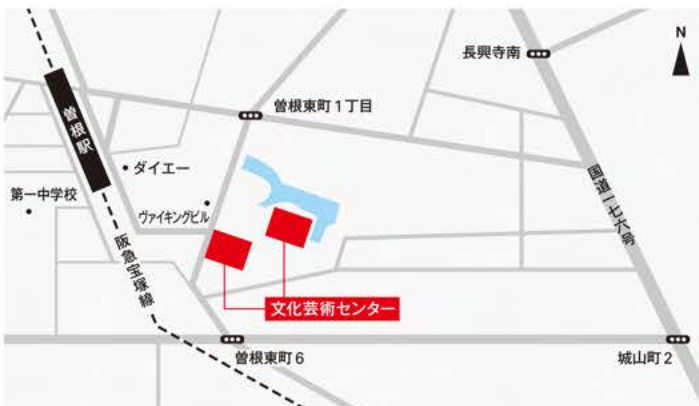 N
長興寺南
曽根東町1丁目
曽根駅
ダイエー
国道一七六号
第一中学校
ヴァイキングビル
阪急宝塚線
文化芸術センター
曽根東町6
城山町2